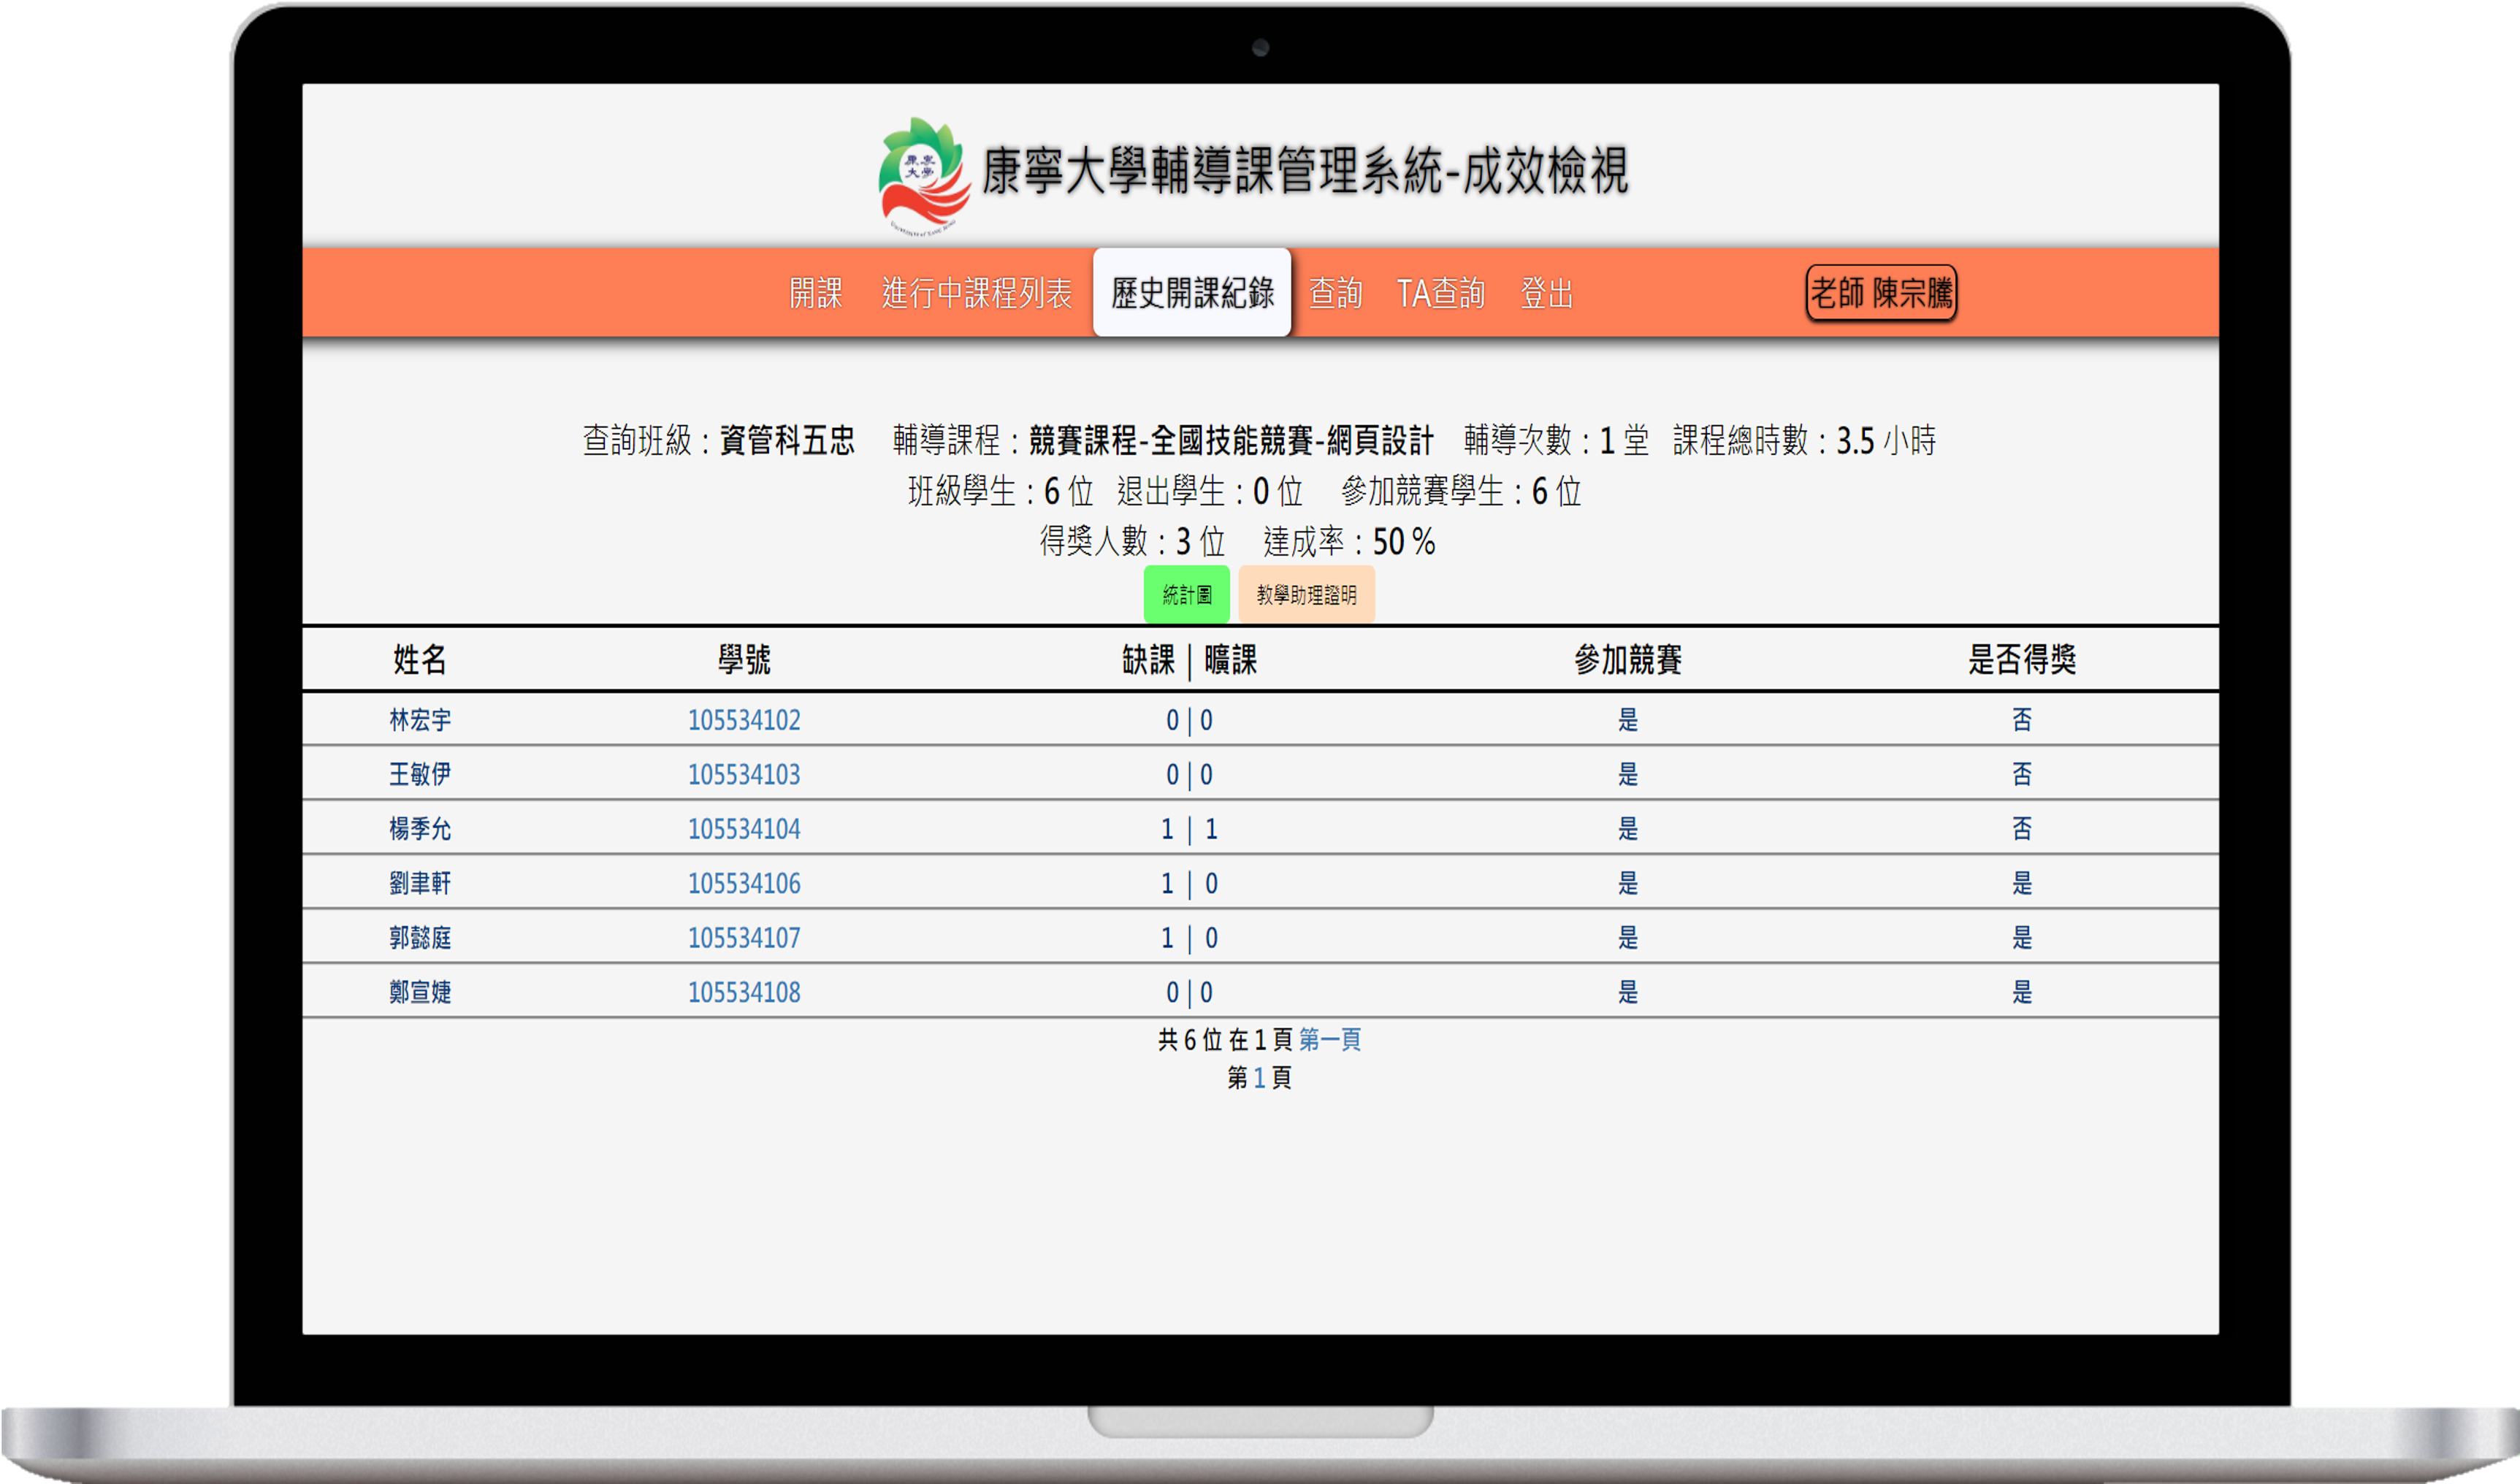 康寧大學
康寧大學輔導課管理系統-成效檢視
開課 進行中課程列表 歷史開課紀錄 查詢 TA查詢 登出 老師 陳宗騰
查詢班級：資管科五忠 輔導課程：競賽課程-全國技能競賽-網頁設計 輔導次數：1 堂 課程總時數：3.5 小時
班級學生：6 位 退出學生：0 位 參加競賽學生：6 位
得獎人數：3 位 達成率：50 %
統計圖 教學助理證明
姓名 學號 缺課 | 曠課 參加競賽 是否得獎
林宏宇 105534102 0 | 0 是 否
王敏伊 105534103 0 | 0 是 否
楊季允 105534104 1 | 1 是 否
劉聿軒 105534106 1 | 0 是 是
郭懿庭 105534107 1 | 0 是 是
鄭宣婕 105534108 0 | 0 是 是
共 6 位 在 1 頁 第一頁
第 1 頁